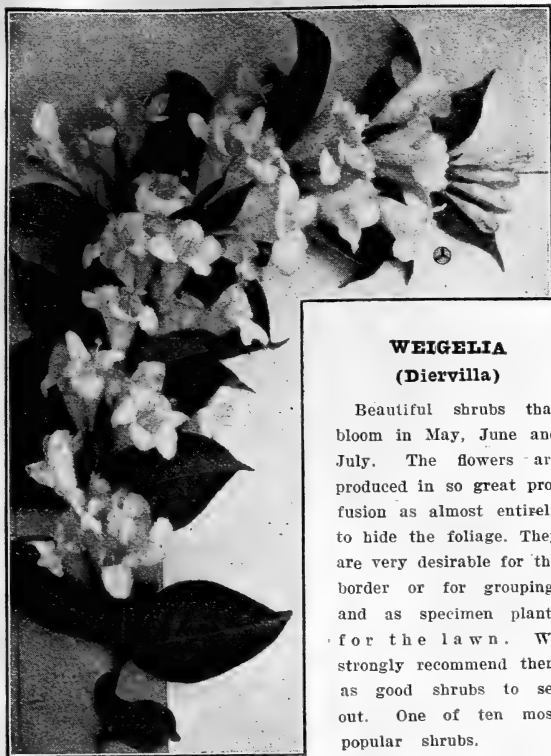 WEIGELIA
(Diervilla)
Beautiful shrubs tha
bloom in May, June an
July. The flowers ar
produced in so great pro
fusion as almost entirel
to hide the foliage. The
are very desirable for th
border or for grouping
and as specimen plant
for the lawn. W
strongly recommend the
as good shrubs to se
out. One of ten mos
popular shrubs.